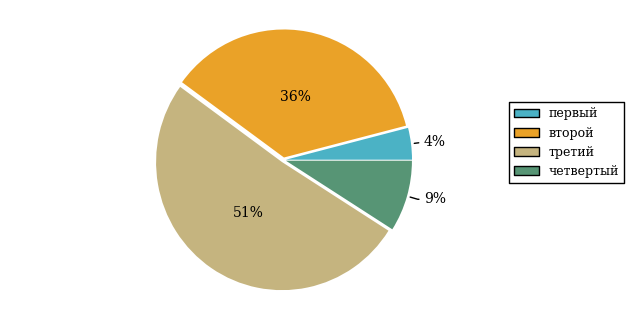 36%
4%
9%
51%
первый
второй
третий
четвертый